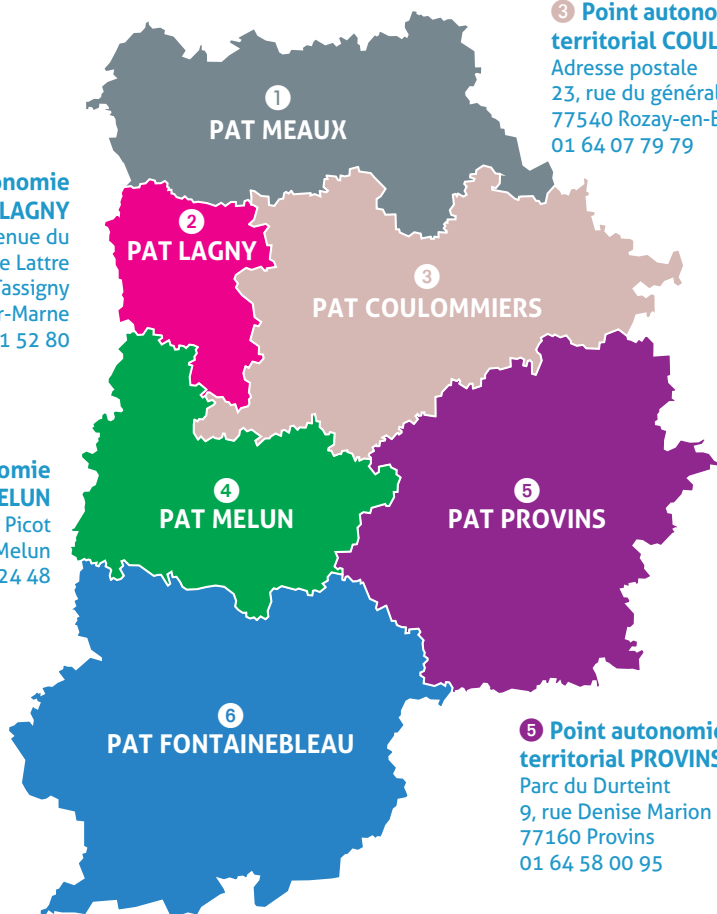 3 Point autono
territorial COUL
Adresse postale
23, rue du général
77540 Rozay-en-B
01 64 07 79 79
1
PAT MEAUX
onomie
LAGNY
enue du
e Lattre
Tassigny
r-Marne
1 52 80
2
PAT LAGNY
3
PAT COULOMMIERS
omie
ELUN
Picot
Melun
24 48
4
PAT MELUN
5
PAT PROVINS
6
PAT FONTAINEBLEAU
5 Point autonomie
territorial PROVINS
Parc du Durteint
9, rue Denise Marion
77160 Provins
01 64 58 00 95